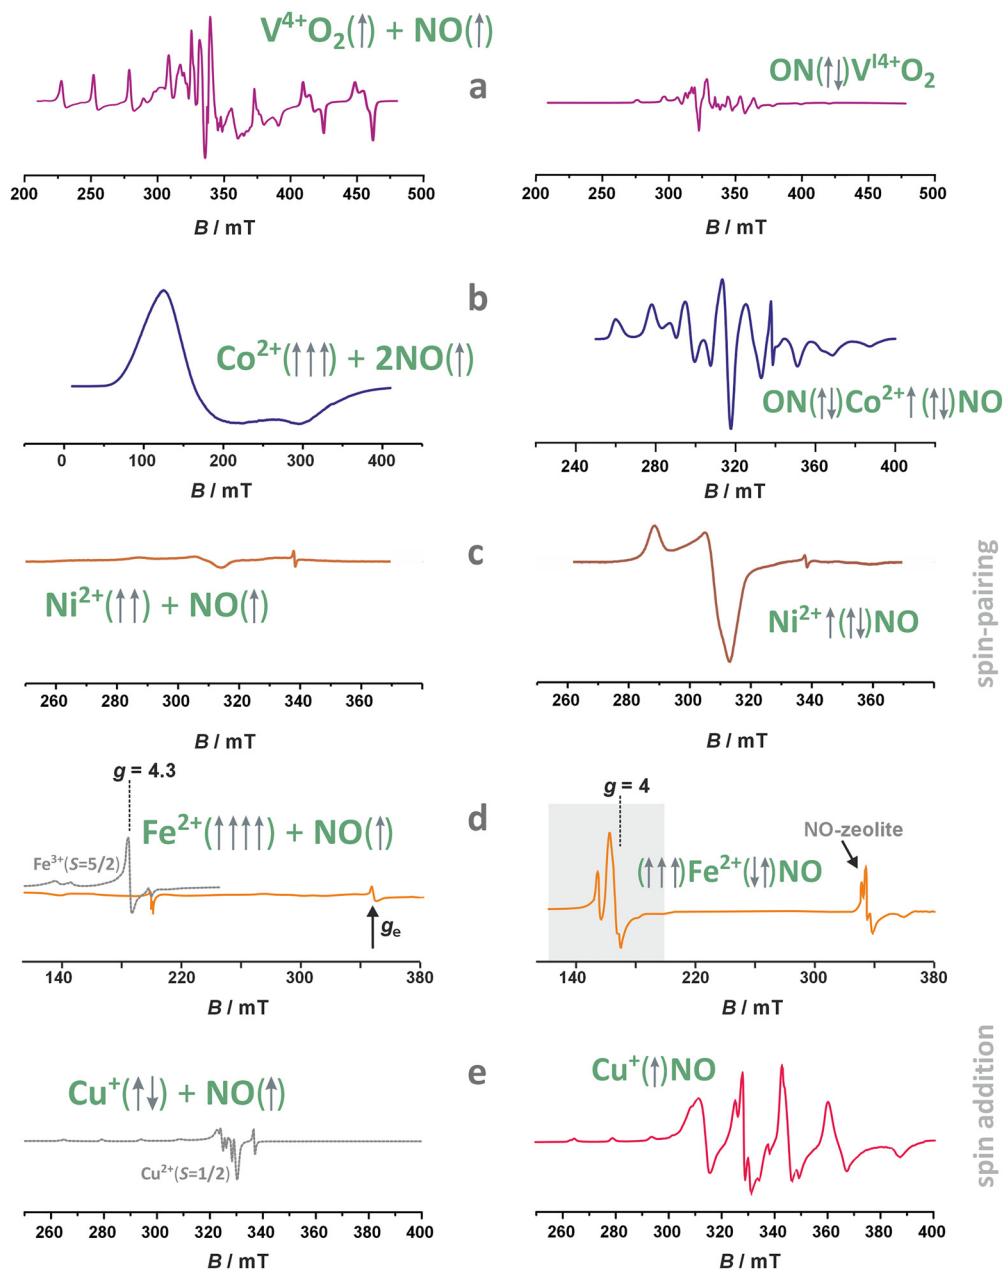 V⁴⁺O₂(↑) + NO(↑)
a
ON(↑↓)V^I4+O₂
200 250 300 350 400 450 500
B / mT
200 250 300 350 400 450 500
B / mT
b
Co²⁺(↑↑↑) + 2NO(↑)
ON(↑↓)Co²⁺↑(↑↓)NO
0 100 200 300 400
B / mT
240 280 320 360 400
B / mT
c
Ni²⁺(↑↑) + NO(↑)
Ni²⁺↑(↑↓)NO
spin-pairing
260 280 300 320 340 360
B / mT
260 280 300 320 340 360
B / mT
g = 4.3
d
g = 4
Fe²⁺(↑↑↑↑) + NO(↑)
NO-zeolite
Fe³⁺(S=5/2)
(↑↑↑)Fe²⁺(↓↑)NO
gₑ
140 220 300 380
B / mT
140 220 300 380
B / mT
e
Cu⁺(↑↓) + NO(↑)
Cu⁺(↑)NO
Cu²⁺(S=1/2)
spin addition
260 280 300 320 340 360 380 400
B / mT
260 280 300 320 340 360 380 400
B / mT